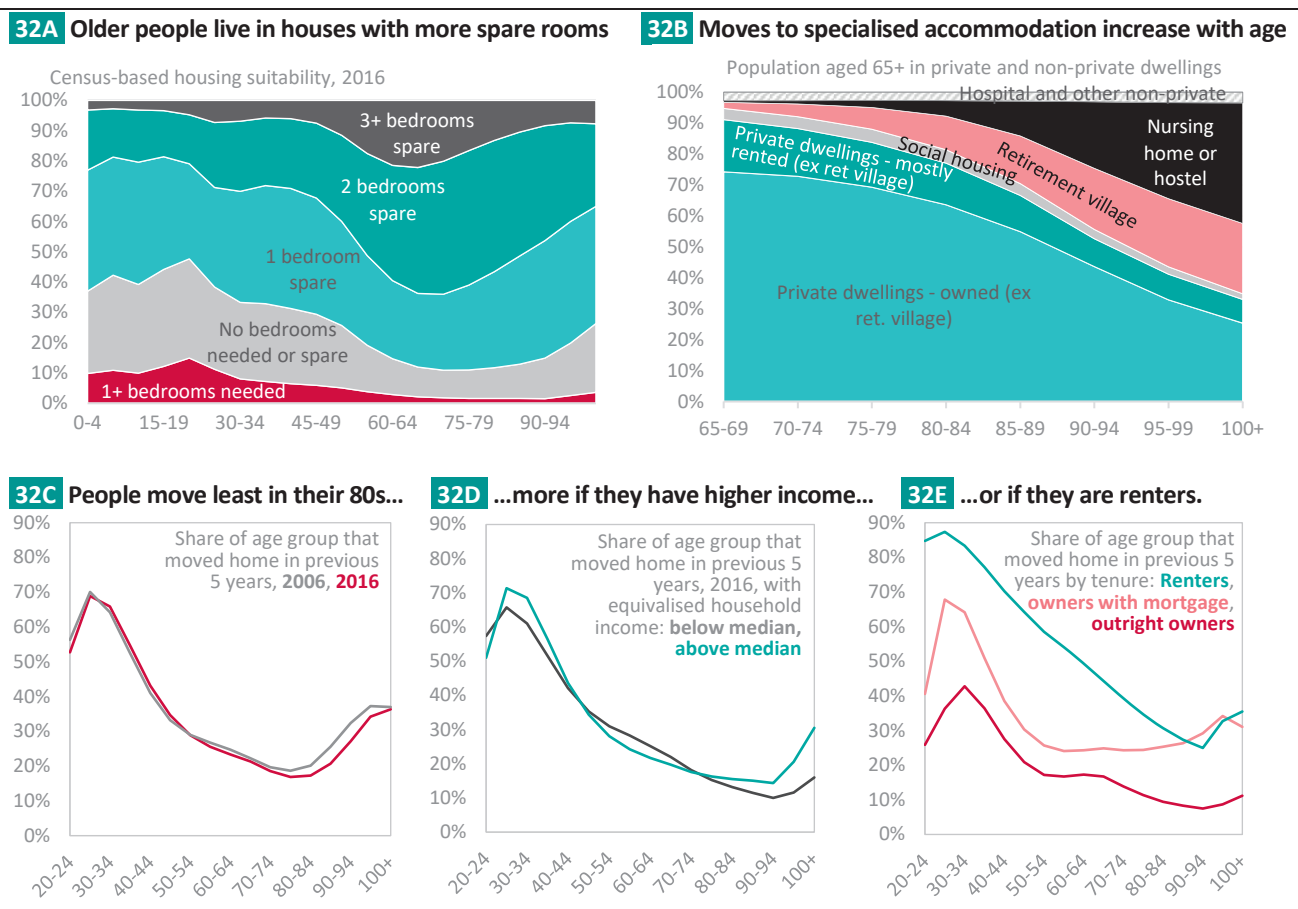 32A Older people live in houses with more spare rooms
Census-based housing suitability, 2016
100%
90%
80%
70%
60%
50%
40%
30%
20%
10%
0%
3+ bedrooms
spare
2 bedrooms
spare
1 bedroom
spare
No bedrooms
needed or spare
1+ bedrooms needed
0-4 15-19 30-34 45-49 60-64 75-79 90-94
32B Moves to specialised accommodation increase with age
Population aged 65+ in private and non-private dwellings
100%
90%
80%
70%
60%
50%
40%
30%
20%
10%
0%
Hospital and other non-private
Nursing
home or
hostel
Retirement village
Social housing
Private dwellings - mostly
rented (ex ret village)
Private dwellings - owned (ex
ret. village)
65-69 70-74 75-79 80-84 85-89 90-94 95-99 100+
32C People move least in their 80s...
Share of age group that
moved home in previous
5 years, 2006, 2016
90%
80%
70%
60%
50%
40%
30%
20%
10%
0%
20-24 30-34 40-44 50-54 60-64 70-74 80-84 90-94 100+
32D ...more if they have higher income...
Share of age group that
moved home in previous 5
years, 2016, with
equivalised household
income: below median,
above median
90%
80%
70%
60%
50%
40%
30%
20%
10%
0%
20-24 30-34 40-44 50-54 60-64 70-74 80-84 90-94 100+
32E ...or if they are renters.
Share of age group that
moved home in previous 5
years by tenure: Renters,
owners with mortgage,
outright owners
90%
80%
70%
60%
50%
40%
30%
20%
10%
0%
20-24 30-34 40-44 50-54 60-64 70-74 80-84 90-94 100+